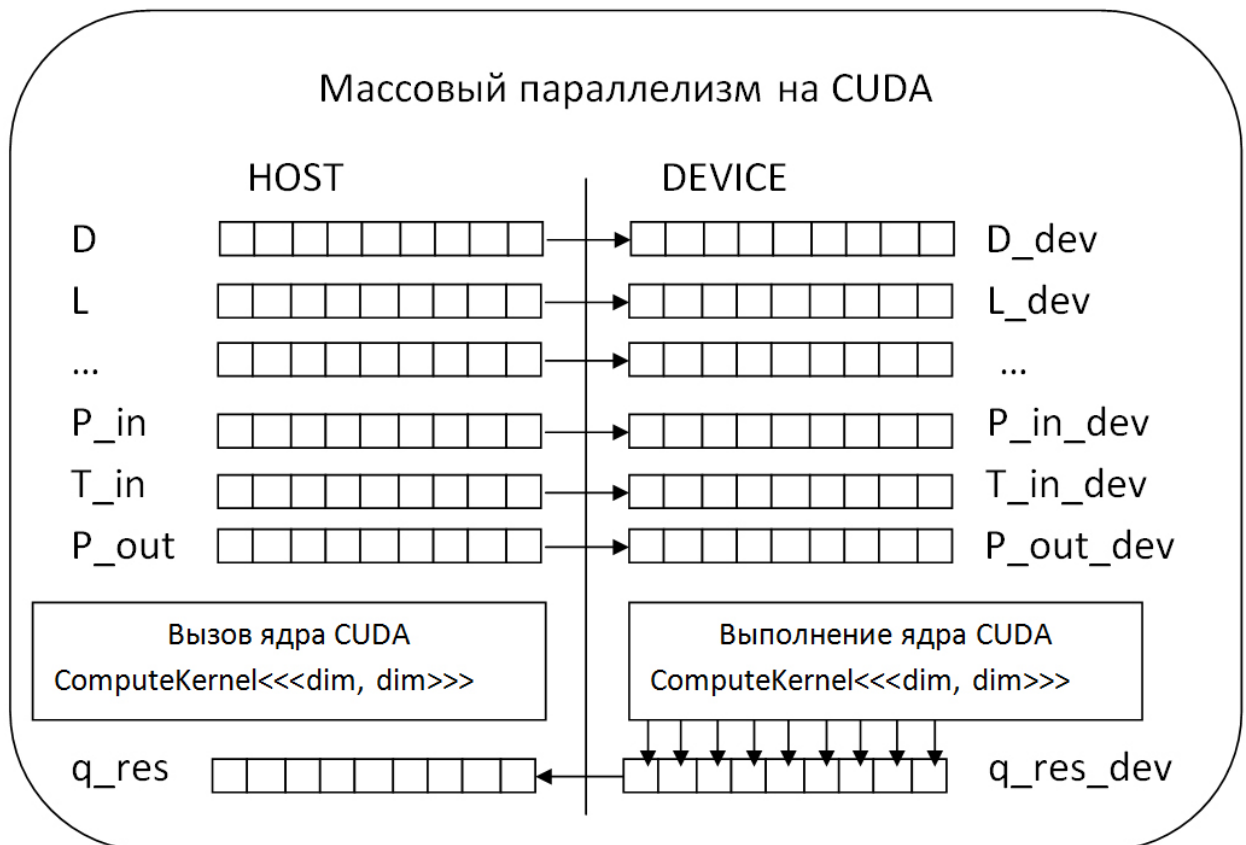 Массовый параллелизм на CUDA
HOST DEVICE
D D_dev
L L_dev
... ...
P_in P_in_dev
T_in T_in_dev
P_out P_out_dev
Вызов ядра CUDA
ComputeKernel<<<dim, dim>>>
Выполнение ядра CUDA
ComputeKernel<<<dim, dim>>>
q_res q_res_dev